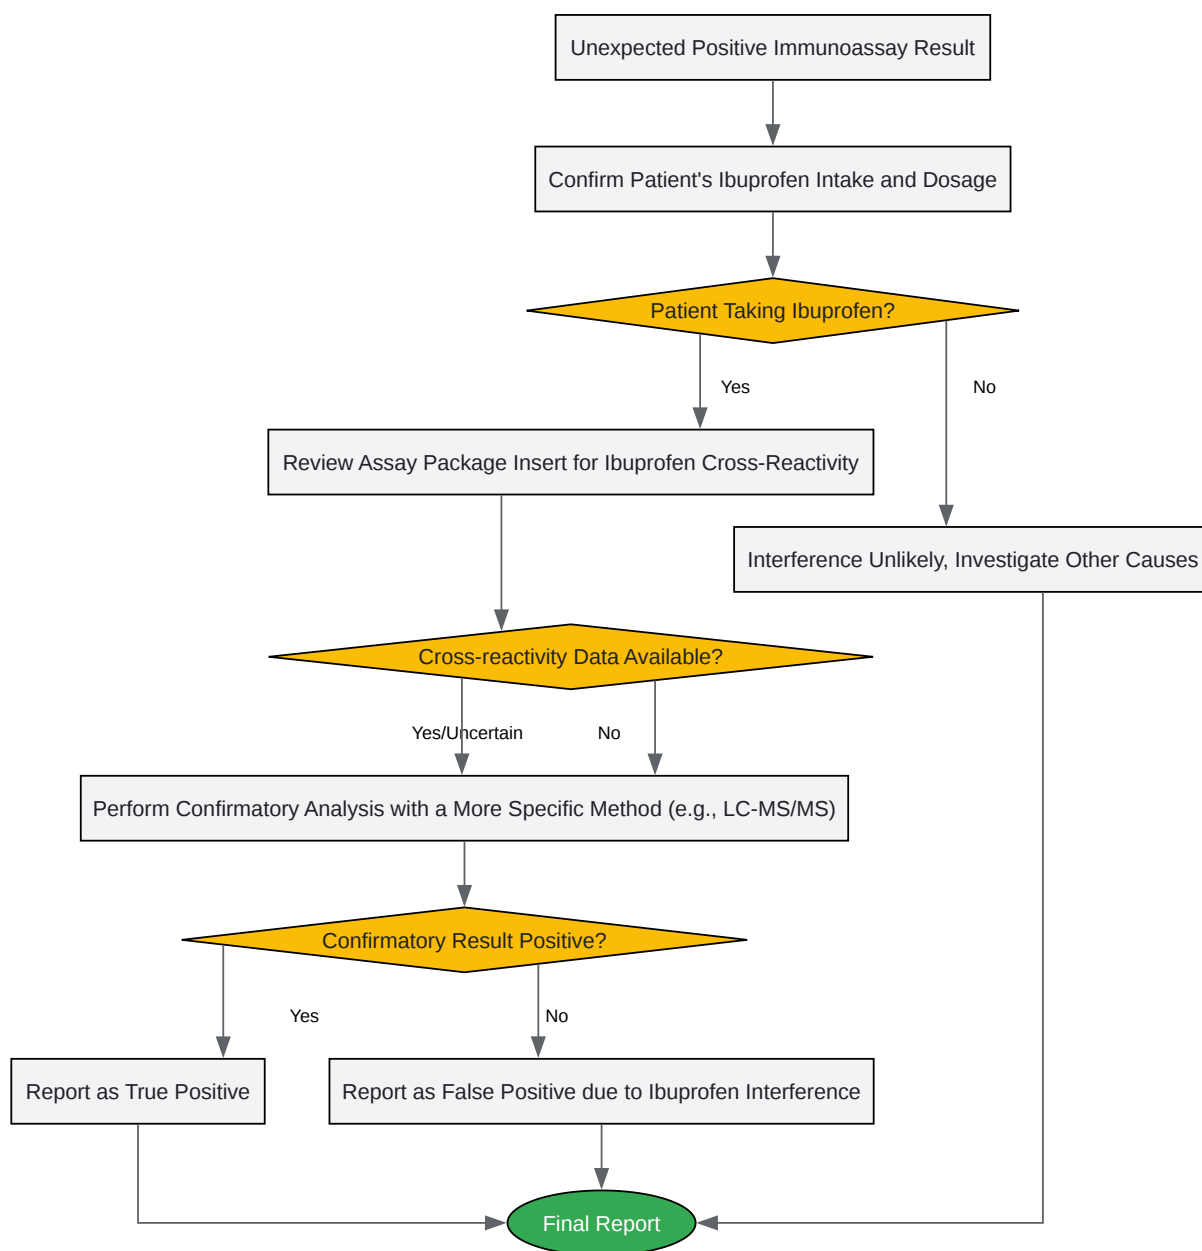 Unexpected Positive Immunoassay Result
Confirm Patient's Ibuprofen Intake and Dosage
Patient Taking Ibuprofen?
Yes
No
Review Assay Package Insert for Ibuprofen Cross-Reactivity
Interference Unlikely, Investigate Other Causes
Cross-reactivity Data Available?
Yes/Uncertain
No
Perform Confirmatory Analysis with a More Specific Method (e.g., LC-MS/MS)
Confirmatory Result Positive?
Yes
No
Report as True Positive
Report as False Positive due to Ibuprofen Interference
Final Report